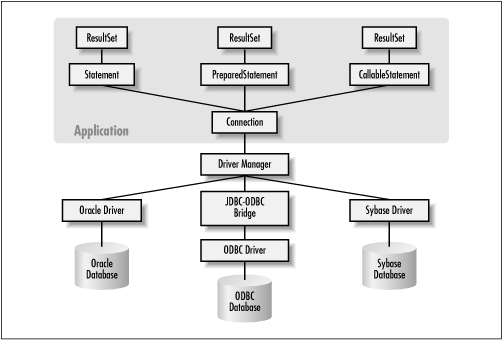 ResultSet
ResultSet
ResultSet
Statement
PreparedStatement
CallableStatement
Connection
Application
Driver Manager
Oracle Driver
JDBC-ODBC
Bridge
Sybase Driver
ODBC Driver
Oracle
Database
ODBC
Database
Sybase
Database